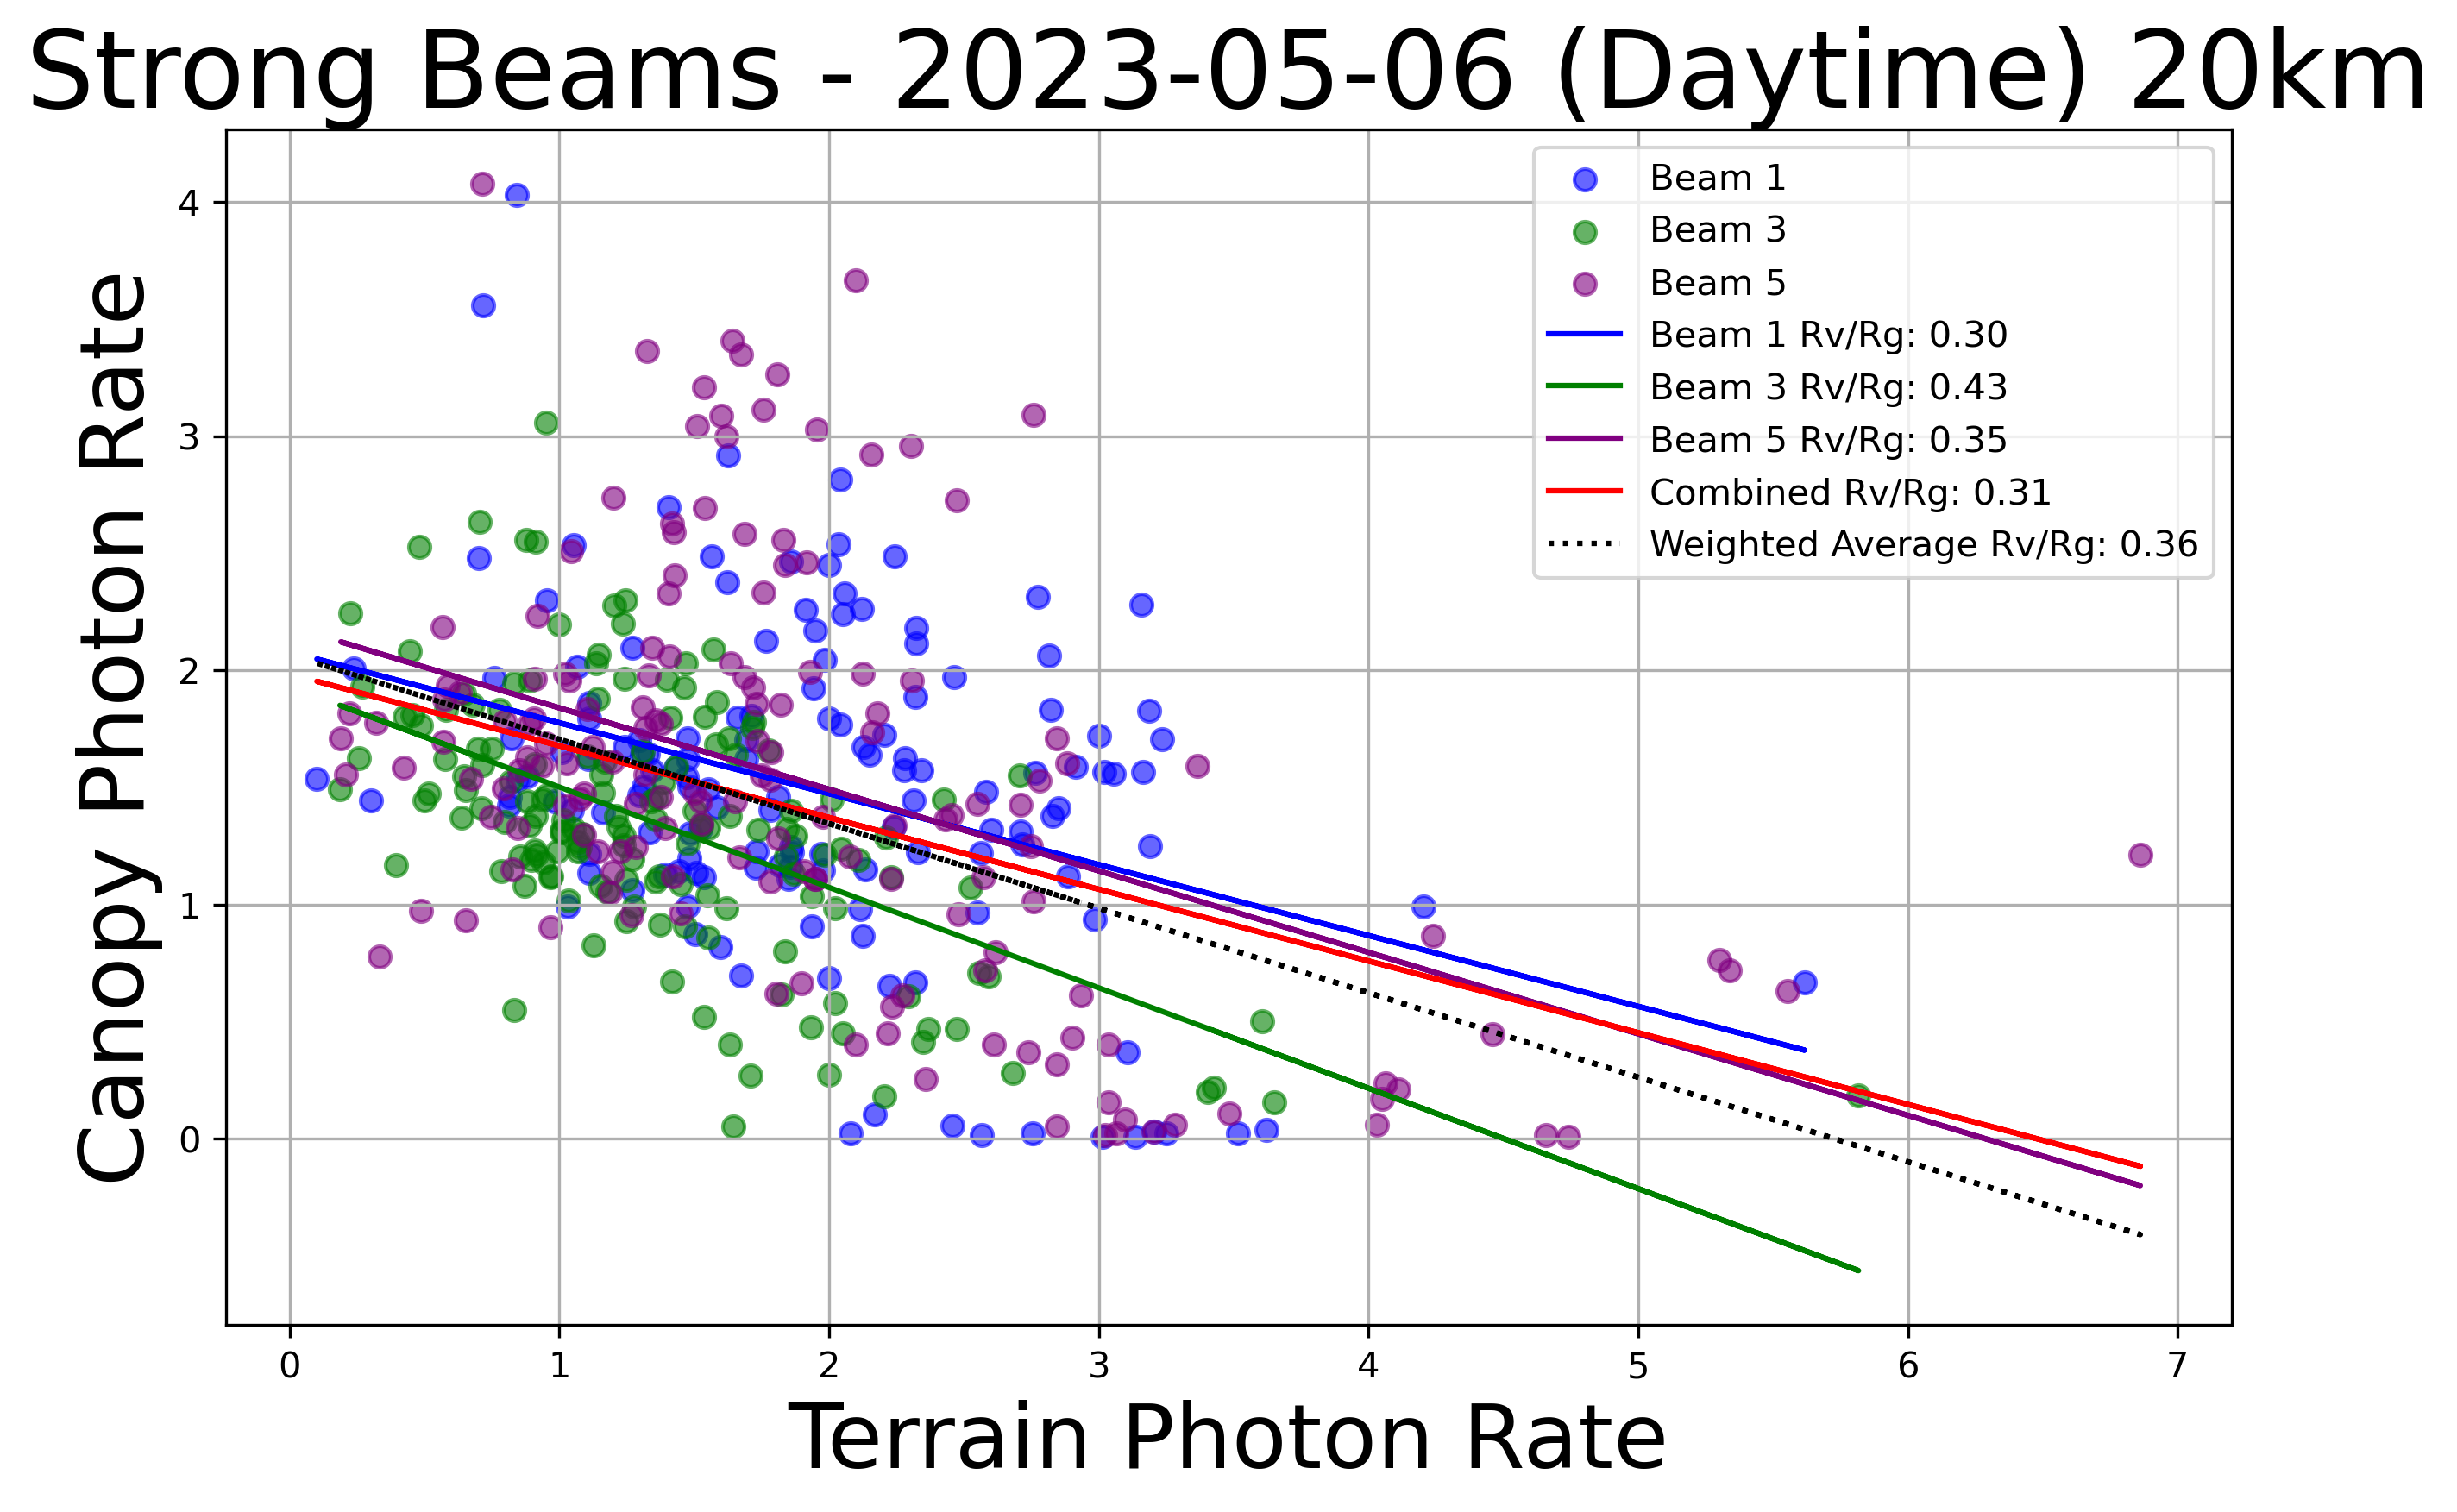 Strong Beams - 2023-05-06 (Daytime) 20km
Canopy Photon Rate
4
3
2
1
0
Beam 1
Beam 3
Beam 5
Beam 1 Rv/Rg: 0.30
Beam 3 Rv/Rg: 0.43
Beam 5 Rv/Rg: 0.35
Combined Rv/Rg: 0.31
Weighted Average Rv/Rg: 0.36
0 1 2 3 4 5 6 7
Terrain Photon Rate